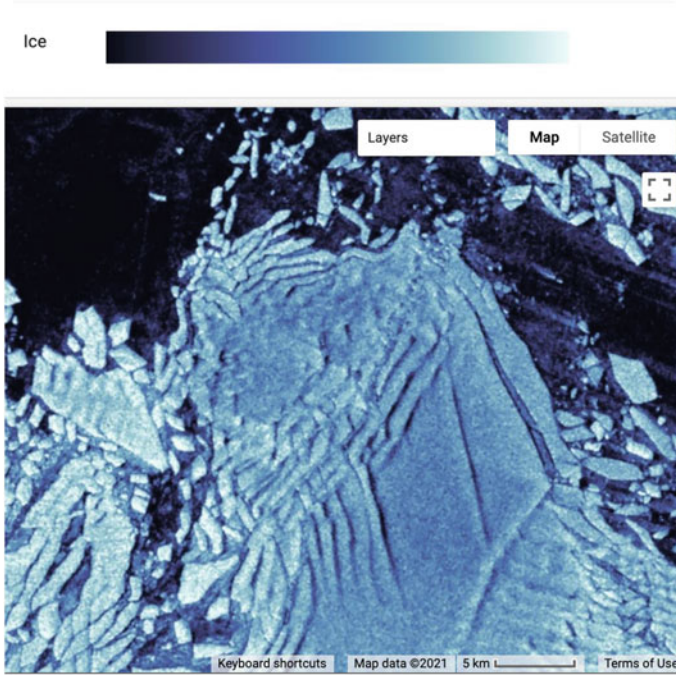 Ice
Layers
Map Satellite
Keyboard shortcuts Map data ©2021 5 km Terms of Use